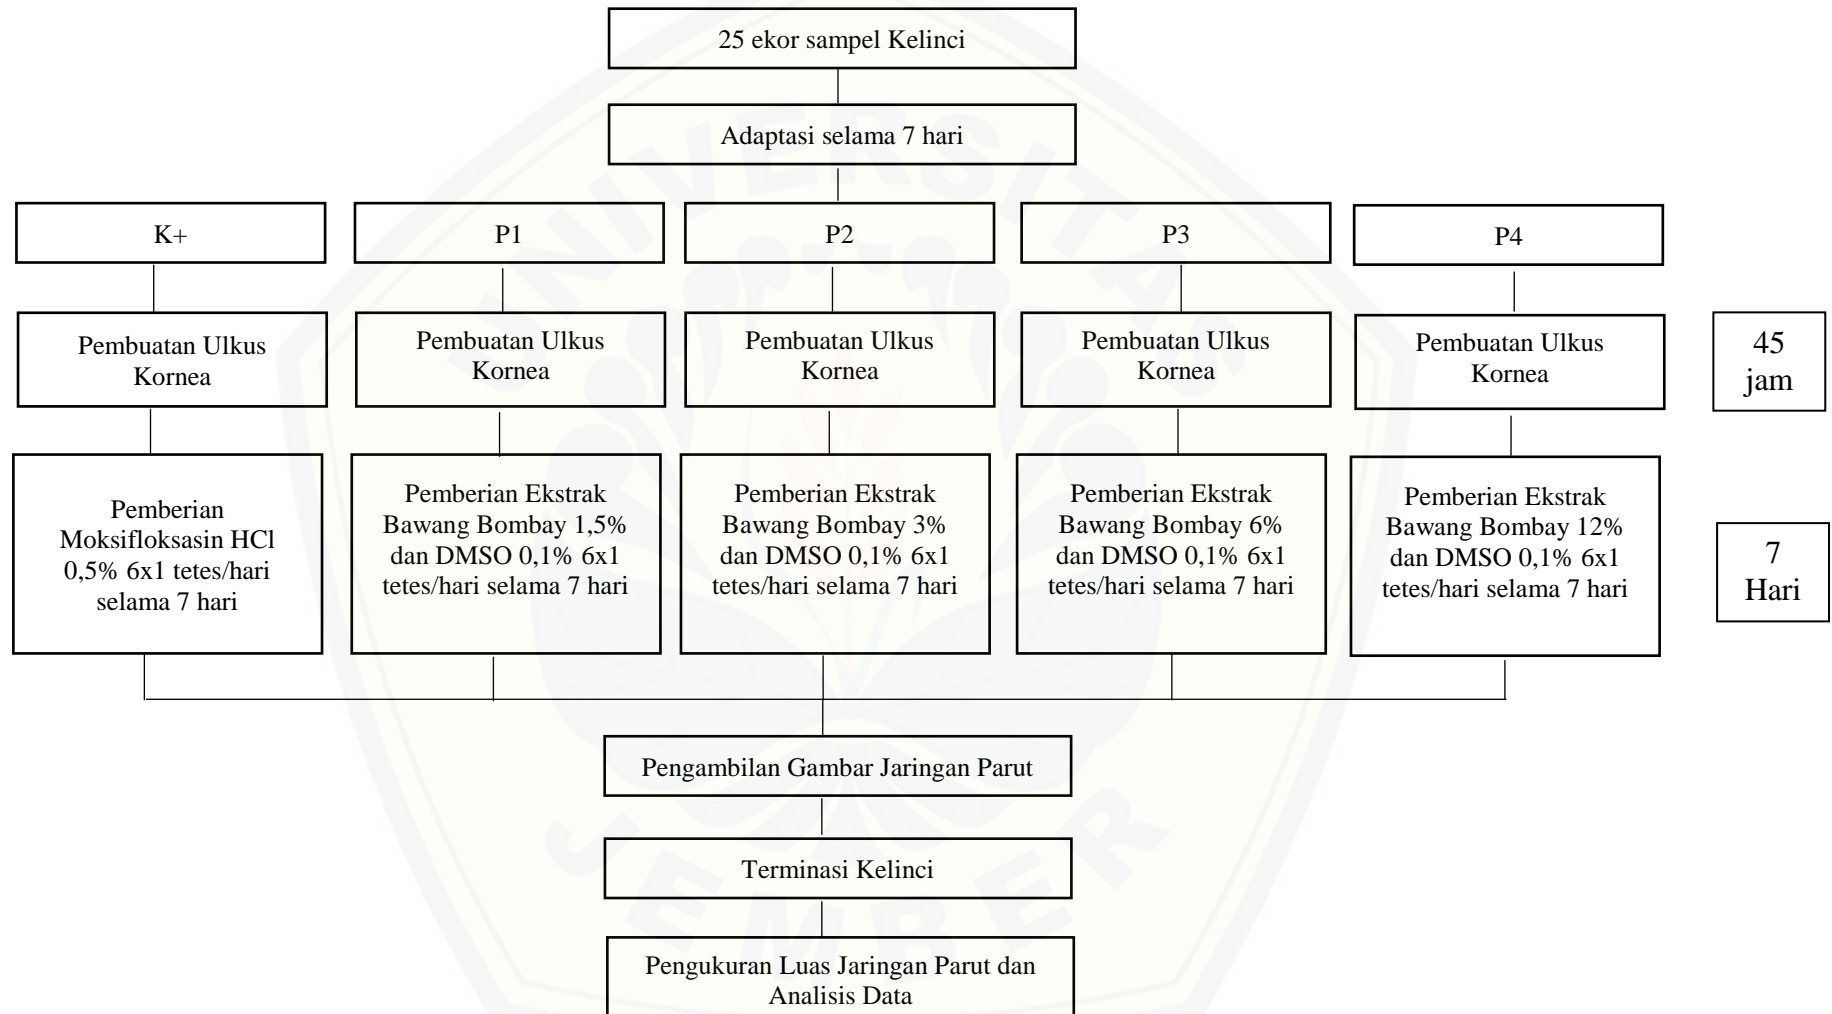 25 ekor sampel Kelinci
Adaptasi selama 7 hari
K+
P1
P2
P3
P4
Pembuatan Ulkus
Kornea
Pembuatan Ulkus
Kornea
Pembuatan Ulkus
Kornea
Pembuatan Ulkus
Kornea
Pembuatan Ulkus
Kornea
45
jam
Pemberian
Moksifloksasin HCl
0,5% 6x1 tetes/hari
selama 7 hari
Pemberian Ekstrak
Bawang Bombay 1,5%
dan DMSO 0,1% 6x1
tetes/hari selama 7 hari
Pemberian Ekstrak
Bawang Bombay 3%
dan DMSO 0,1% 6x1
tetes/hari selama 7 hari
Pemberian Ekstrak
Bawang Bombay 6%
dan DMSO 0,1% 6x1
tetes/hari selama 7 hari
Pemberian Ekstrak
Bawang Bombay 12%
dan DMSO 0,1% 6x1
tetes/hari selama 7 hari
7
Hari
Pengambilan Gambar Jaringan Parut
Terminasi Kelinci
Pengukuran Luas Jaringan Parut dan
Analisis Data
UNIVERSITAS
JEMBER